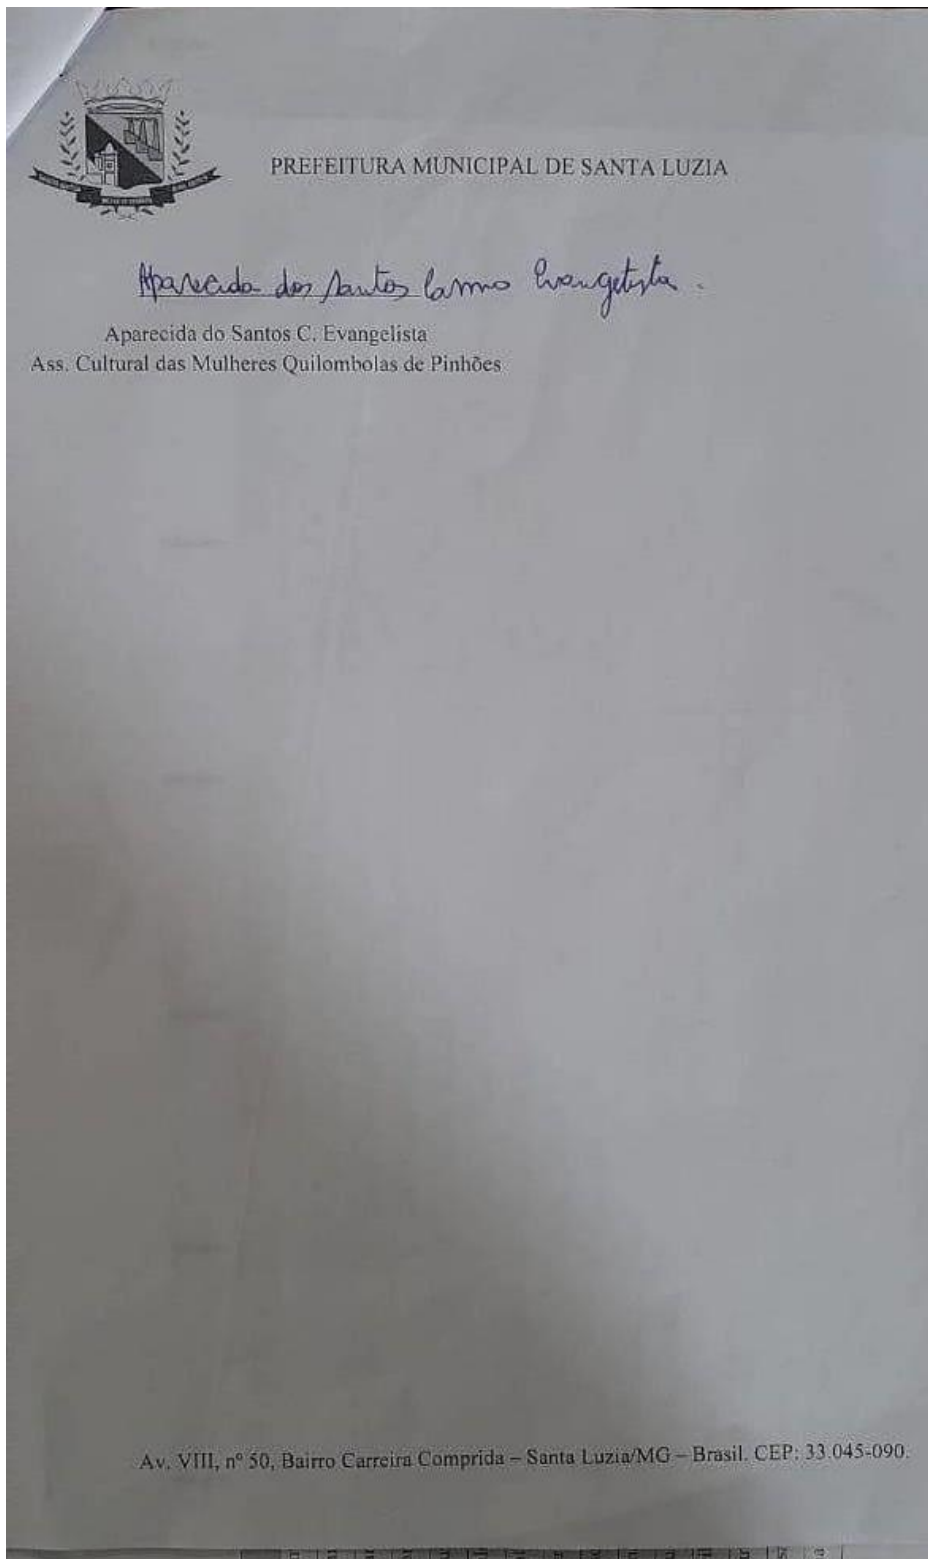 PREFEITURA MUNICIPAL DE SANTA LUZIA
Aparecida dos Santos Carmo Evangelista.
Aparecida do Santos C. Evangelista
Ass. Cultural das Mulheres Quilombolas de Pinhões
Av. VIII, nº 50, Bairro Carreira Comprida – Santa Luzia/MG – Brasil. CEP: 33.045-090.